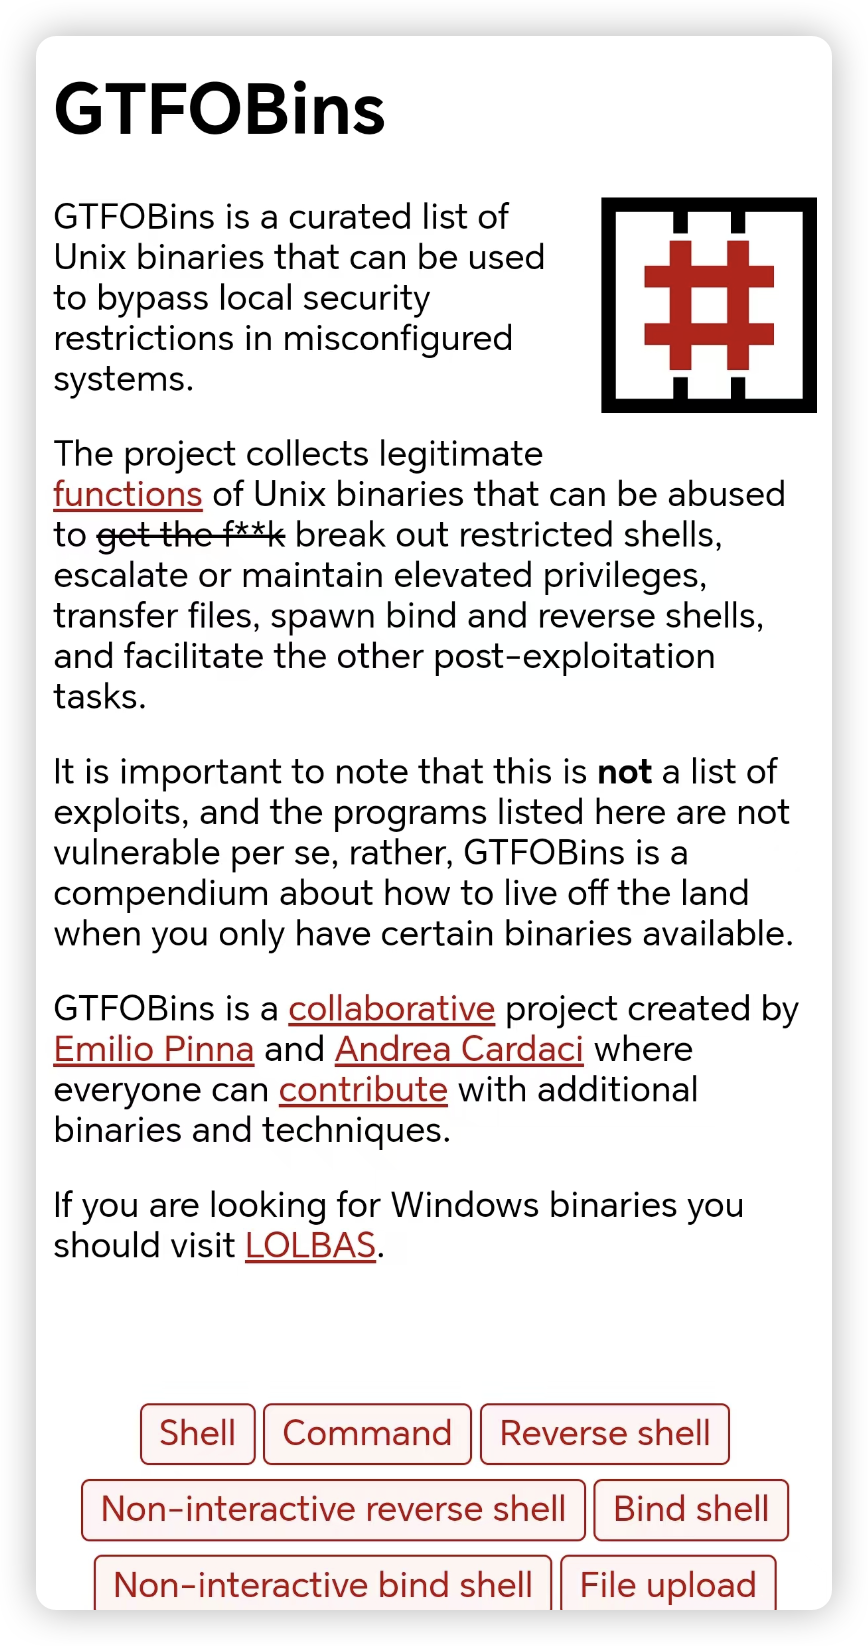 GTFOBins
GTFOBins is a curated list of
Unix binaries that can be used
to bypass local security
restrictions in misconfigured
systems.
The project collects legitimate
functions of Unix binaries that can be abused
to get the f**k break out restricted shells,
escalate or maintain elevated privileges,
transfer files, spawn bind and reverse shells,
and facilitate the other post-exploitation
tasks.
It is important to note that this is not a list of
exploits, and the programs listed here are not
vulnerable per se, rather, GTFOBins is a
compendium about how to live off the land
when you only have certain binaries available.
GTFOBins is a collaborative project created by
Emilio Pinna and Andrea Cardaci where
everyone can contribute with additional
binaries and techniques.
If you are looking for Windows binaries you
should visit LOLBAS.
Shell Command Reverse shell
Non-interactive reverse shell Bind shell
Non-interactive bind shell File upload